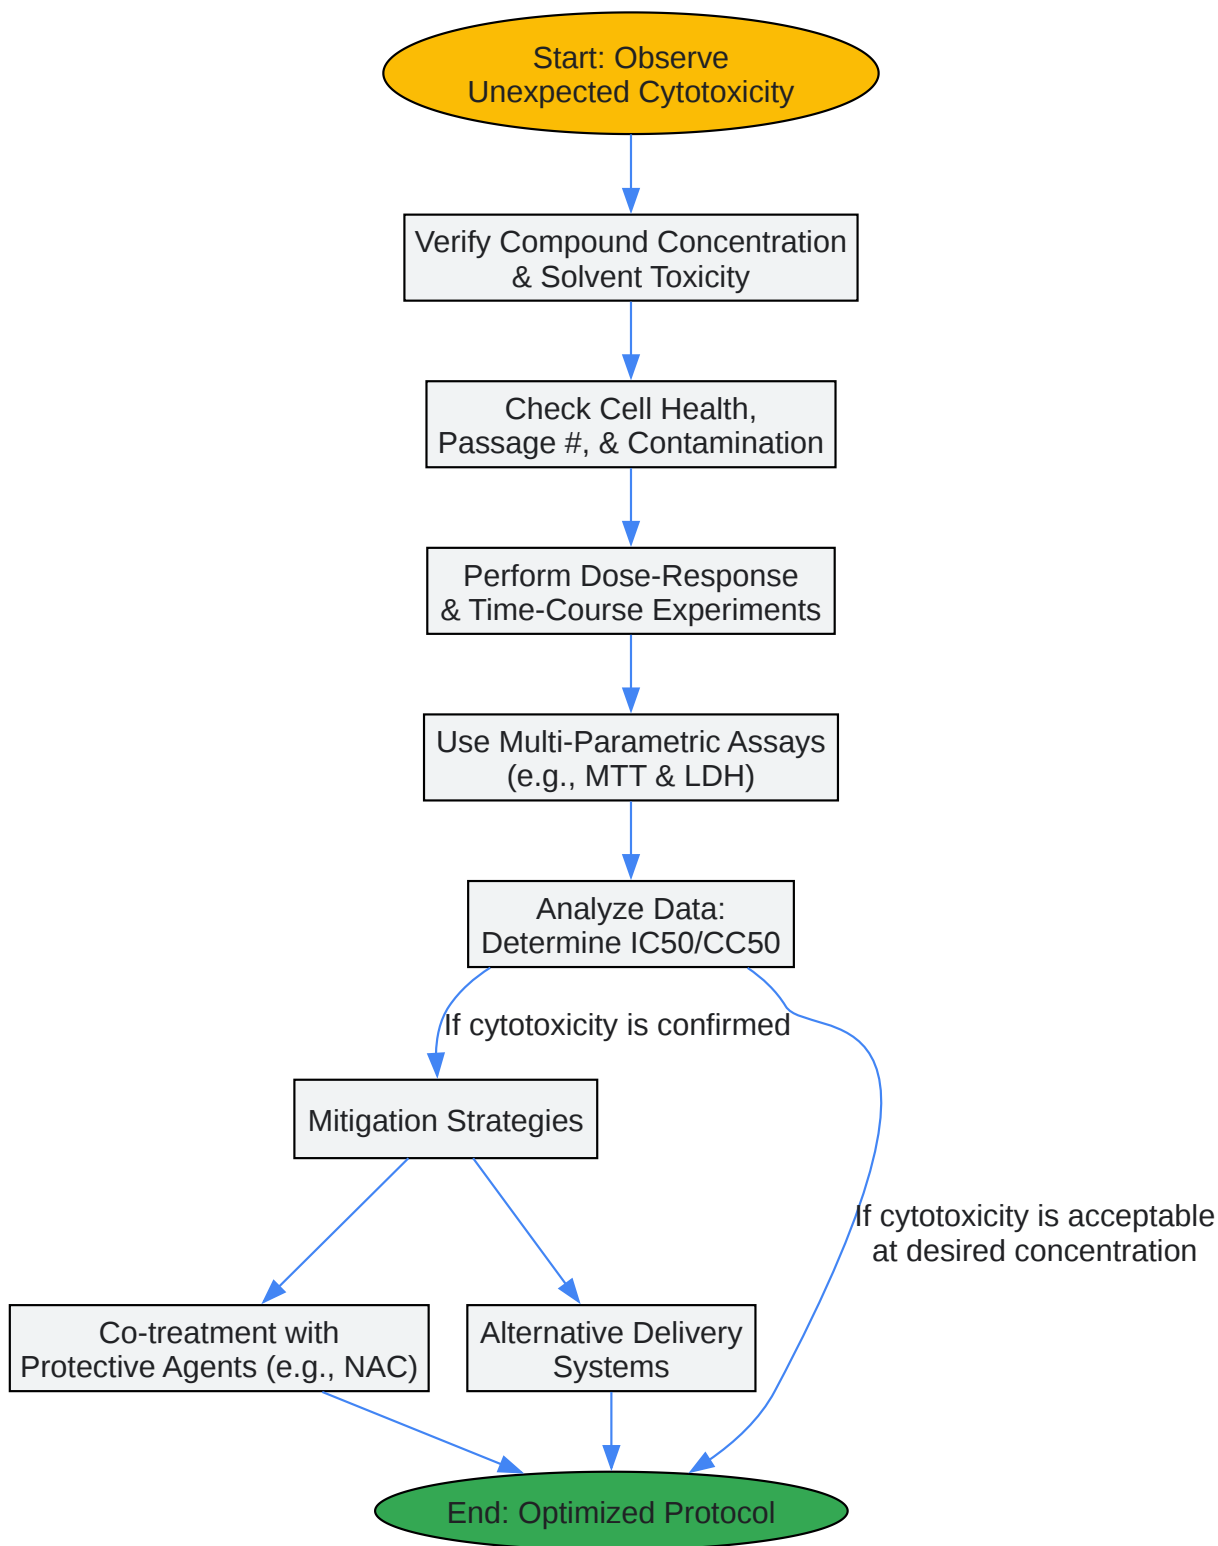 Start: Observe
Unexpected Cytotoxicity
Verify Compound Concentration
& Solvent Toxicity
Check Cell Health,
Passage #, & Contamination
Perform Dose-Response
& Time-Course Experiments
Use Multi-Parametric Assays
(e.g., MTT & LDH)
Analyze Data:
Determine IC50/CC50
If cytotoxicity is confirmed
Mitigation Strategies
If cytotoxicity is acceptable
at desired concentration
Co-treatment with
Protective Agents (e.g., NAC)
Alternative Delivery
Systems
End: Optimized Protocol